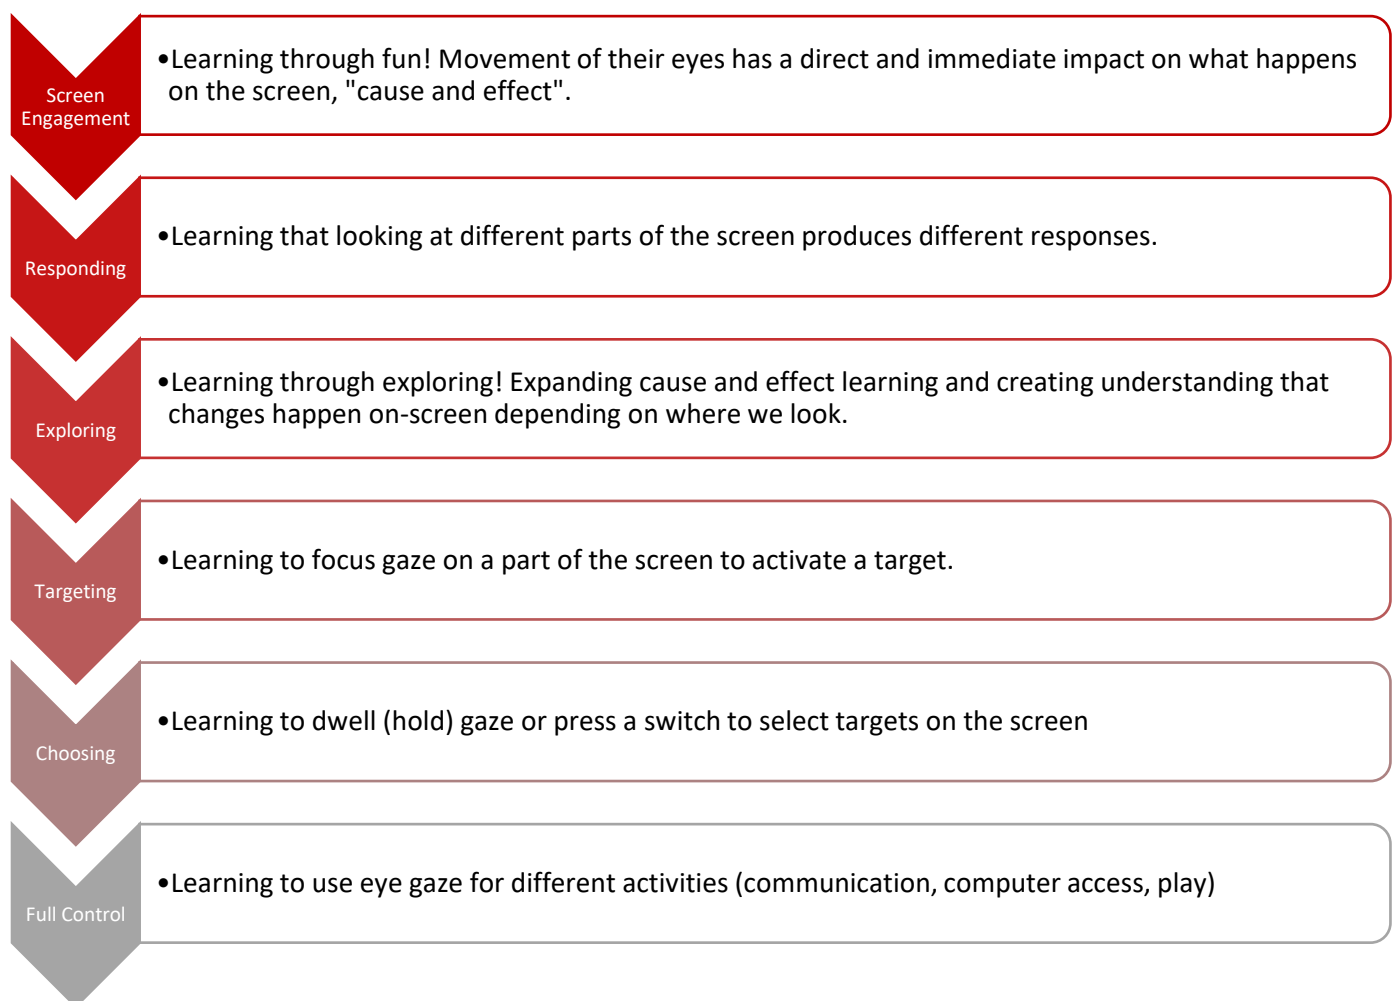 Screen
Engagement
•Learning through fun! Movement of their eyes has a direct and immediate impact on what happens
on the screen, "cause and effect".
Responding
•Learning that looking at different parts of the screen produces different responses.
Exploring
•Learning through exploring! Expanding cause and effect learning and creating understanding that
changes happen on-screen depending on where we look.
Targeting
•Learning to focus gaze on a part of the screen to activate a target.
Choosing
•Learning to dwell (hold) gaze or press a switch to select targets on the screen
Full Control
•Learning to use eye gaze for different activities (communication, computer access, play)